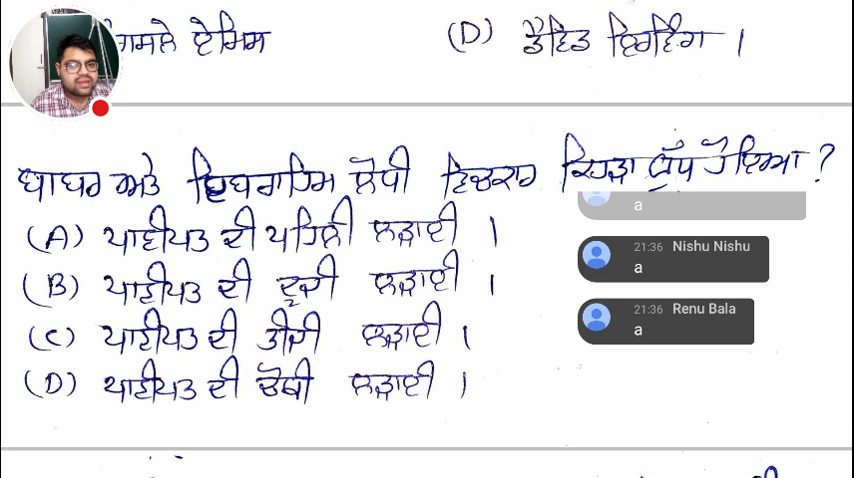 (D) ਡੈਵਿਡ ਵਿਗਵਿੰਗ ।
ਬਾਬਰ ਅਤੇ ਇਬਰਾਹਿਮ ਲੋਧੀ ਵਿਚਕਾਰ ਕਿਹੜਾ ਯੁੱਧ ਹੋਇਆ ?
a
(A) ਪਾਣੀਪਤ ਦੀ ਪਹਿਲੀ ਲੜਾਈ ।
21:36 Nishu Nishu
a
(B) ਪਾਣੀਪਤ ਦੀ ਦੂਜੀ ਲੜਾਈ ।
21:36 Renu Bala
a
(C) ਪਾਣੀਪਤ ਦੀ ਤੀਜੀ ਲੜਾਈ ।
(D) ਪਾਣੀਪਤ ਦੀ ਚੋਥੀ ਲੜਾਈ ।